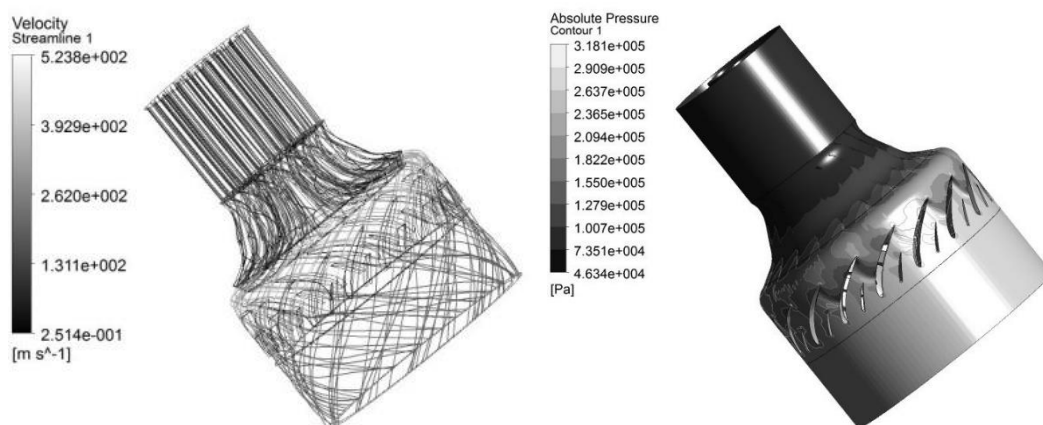 Velocity
Streamline 1
5.238e+002
3.929e+002
2.620e+002
1.311e+002
2.514e-001
[m s^-1]
Absolute Pressure
Contour 1
3.181e+005
2.909e+005
2.637e+005
2.365e+005
2.094e+005
1.822e+005
1.550e+005
1.279e+005
1.007e+005
7.351e+004
4.634e+004
[Pa]